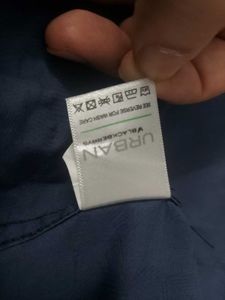 URBAN
BLACKBERRYS
SEE REVERSE FOR WASH CARE